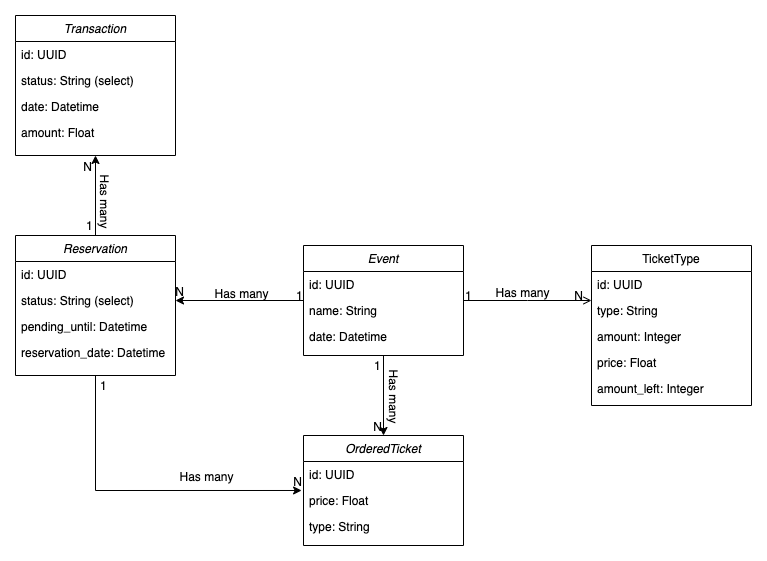 Transaction
id: UUID
status: String (select)
date: Datetime
amount: Float
N
Has many
1
Reservation
id: UUID
status: String (select)
pending_until: Datetime
reservation_date: Datetime
N
Has many
1
Event
id: UUID
name: String
date: Datetime
1
Has many
N
TicketType
id: UUID
type: String
amount: Integer
price: Float
amount_left: Integer
1
Has many
N
1
Has many
N
OrderedTicket
id: UUID
price: Float
type: String